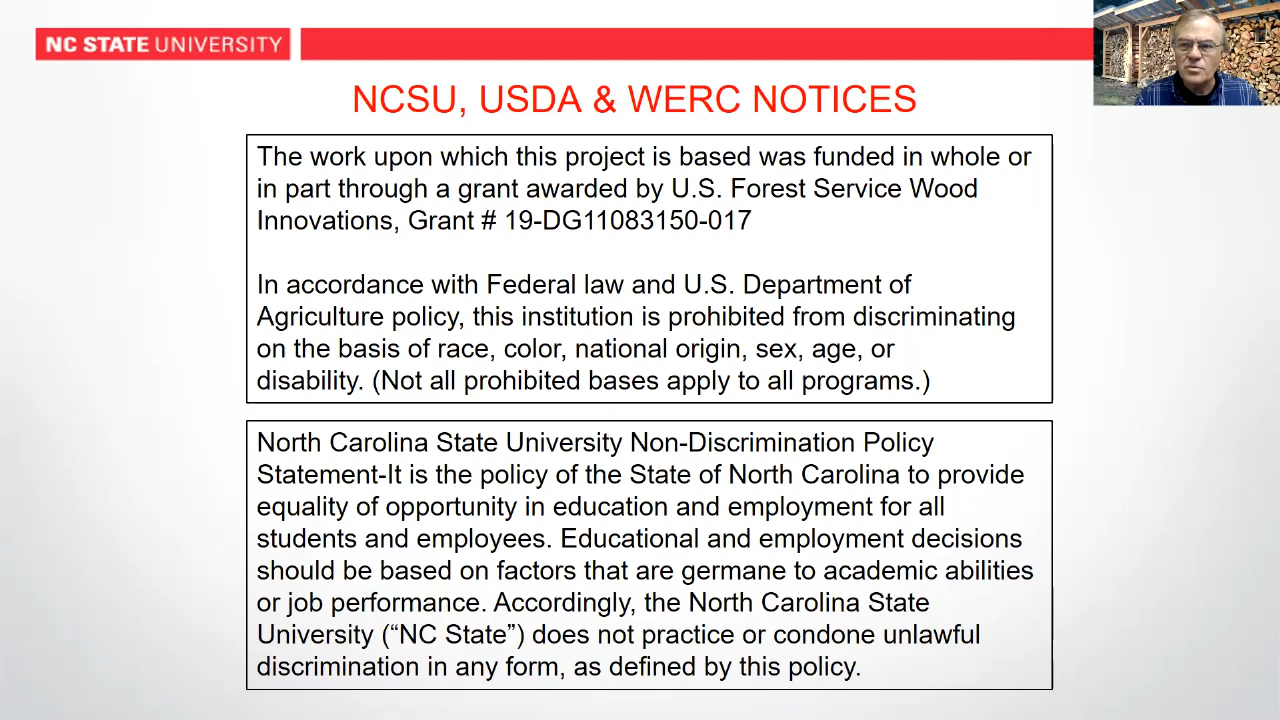 NC STATE UNIVERSITY
NCSU, USDA & WERC NOTICES
The work upon which this project is based was funded in whole or
in part through a grant awarded by U.S. Forest Service Wood
Innovations, Grant # 19-DG11083150-017
In accordance with Federal law and U.S. Department of
Agriculture policy, this institution is prohibited from discriminating
on the basis of race, color, national origin, sex, age, or
disability. (Not all prohibited bases apply to all programs.)
North Carolina State University Non-Discrimination Policy
Statement-It is the policy of the State of North Carolina to provide
equality of opportunity in education and employment for all
students and employees. Educational and employment decisions
should be based on factors that are germane to academic abilities
or job performance. Accordingly, the North Carolina State
University (“NC State”) does not practice or condone unlawful
discrimination in any form, as defined by this policy.